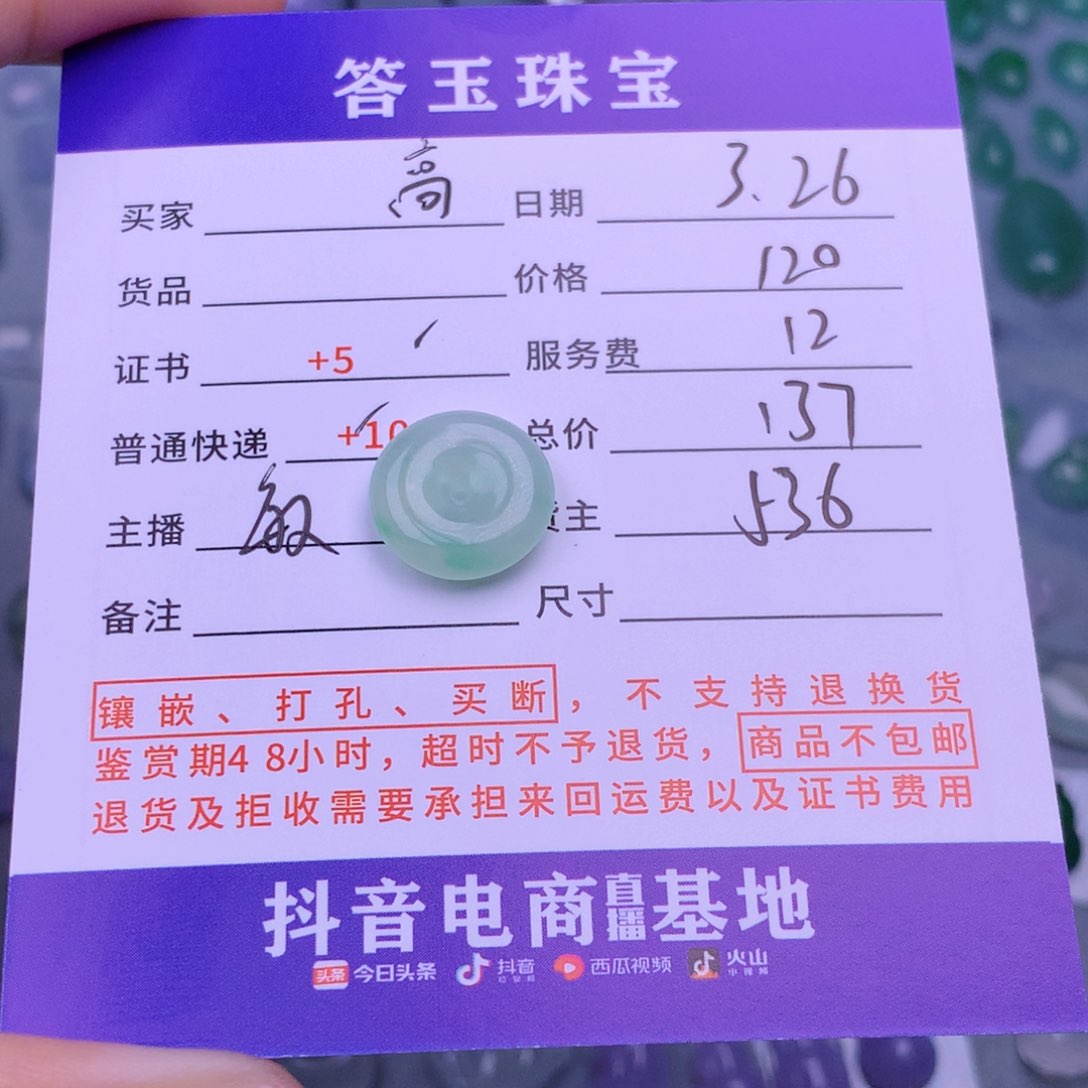 答玉珠宝
买家 高 日期 3.26
货品 价格 120
证书 +5 服务费 12
普通快递 +10 总价 137
主播 敏 货主 536
备注 尺寸
镶嵌、打孔、买断，不支持退换货
鉴赏期48小时，超时不予退货，商品不包邮
退货及拒收需要承担来回运费以及证书费用
抖音电商直播基地
头条 今日头条 抖音 西瓜视频 火山